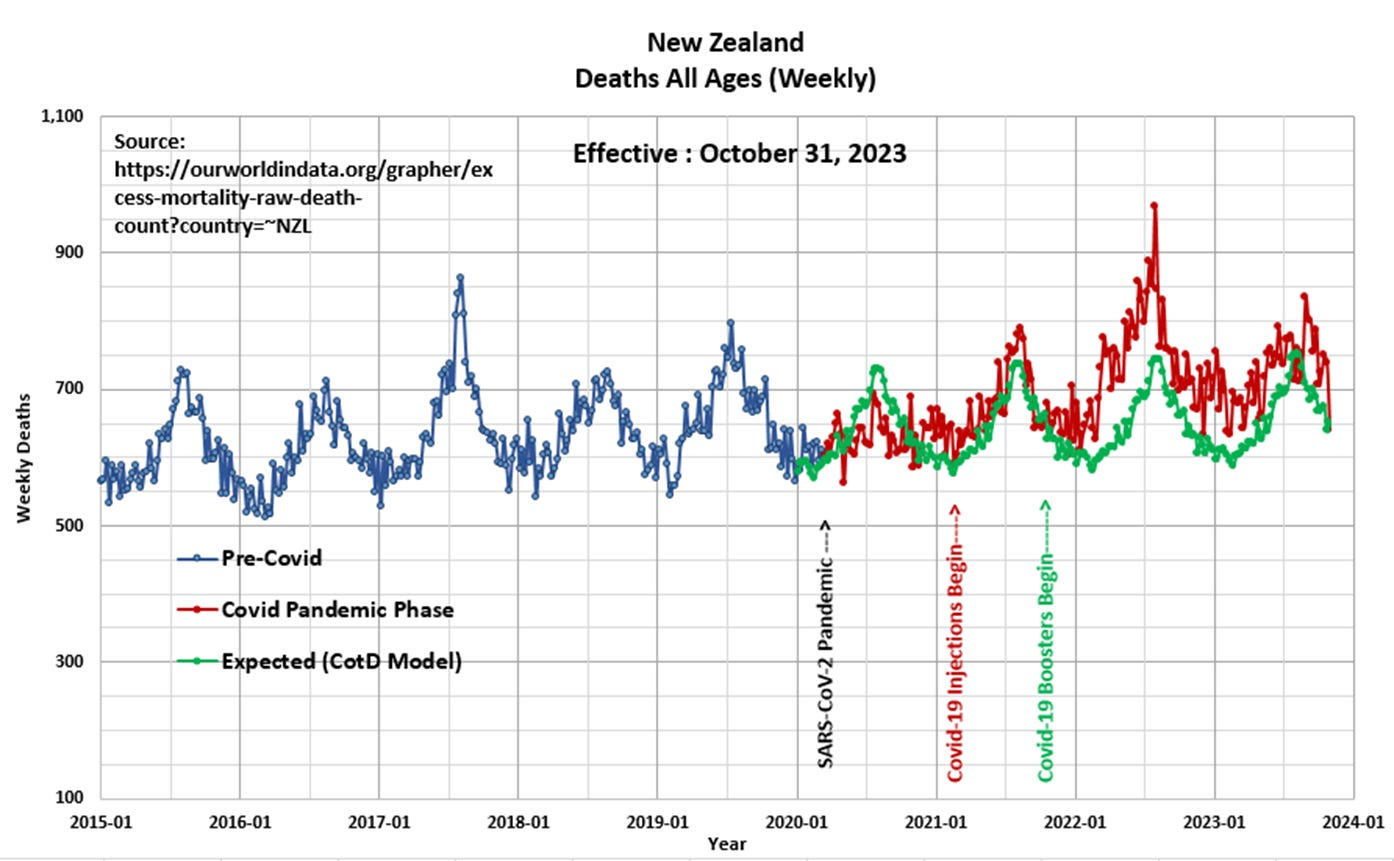 New Zealand
Deaths All Ages (Weekly)
1,100
900
700
500
300
100
Weekly Deaths
Source:
https://ourworldindata.org/grapher/ex
cess-mortality-raw-death-
count?country=~NZL
Effective : October 31, 2023
Pre-Covid
Covid Pandemic Phase
Expected (CotD Model)
SARS-CoV-2 Pandemic --->
Covid-19 Injections Begin----->
Covid-19 Boosters Begin------>
2015-01
2016-01
2017-01
2018-01
2019-01
2020-01
2021-01
2022-01
2023-01
2024-01
Year